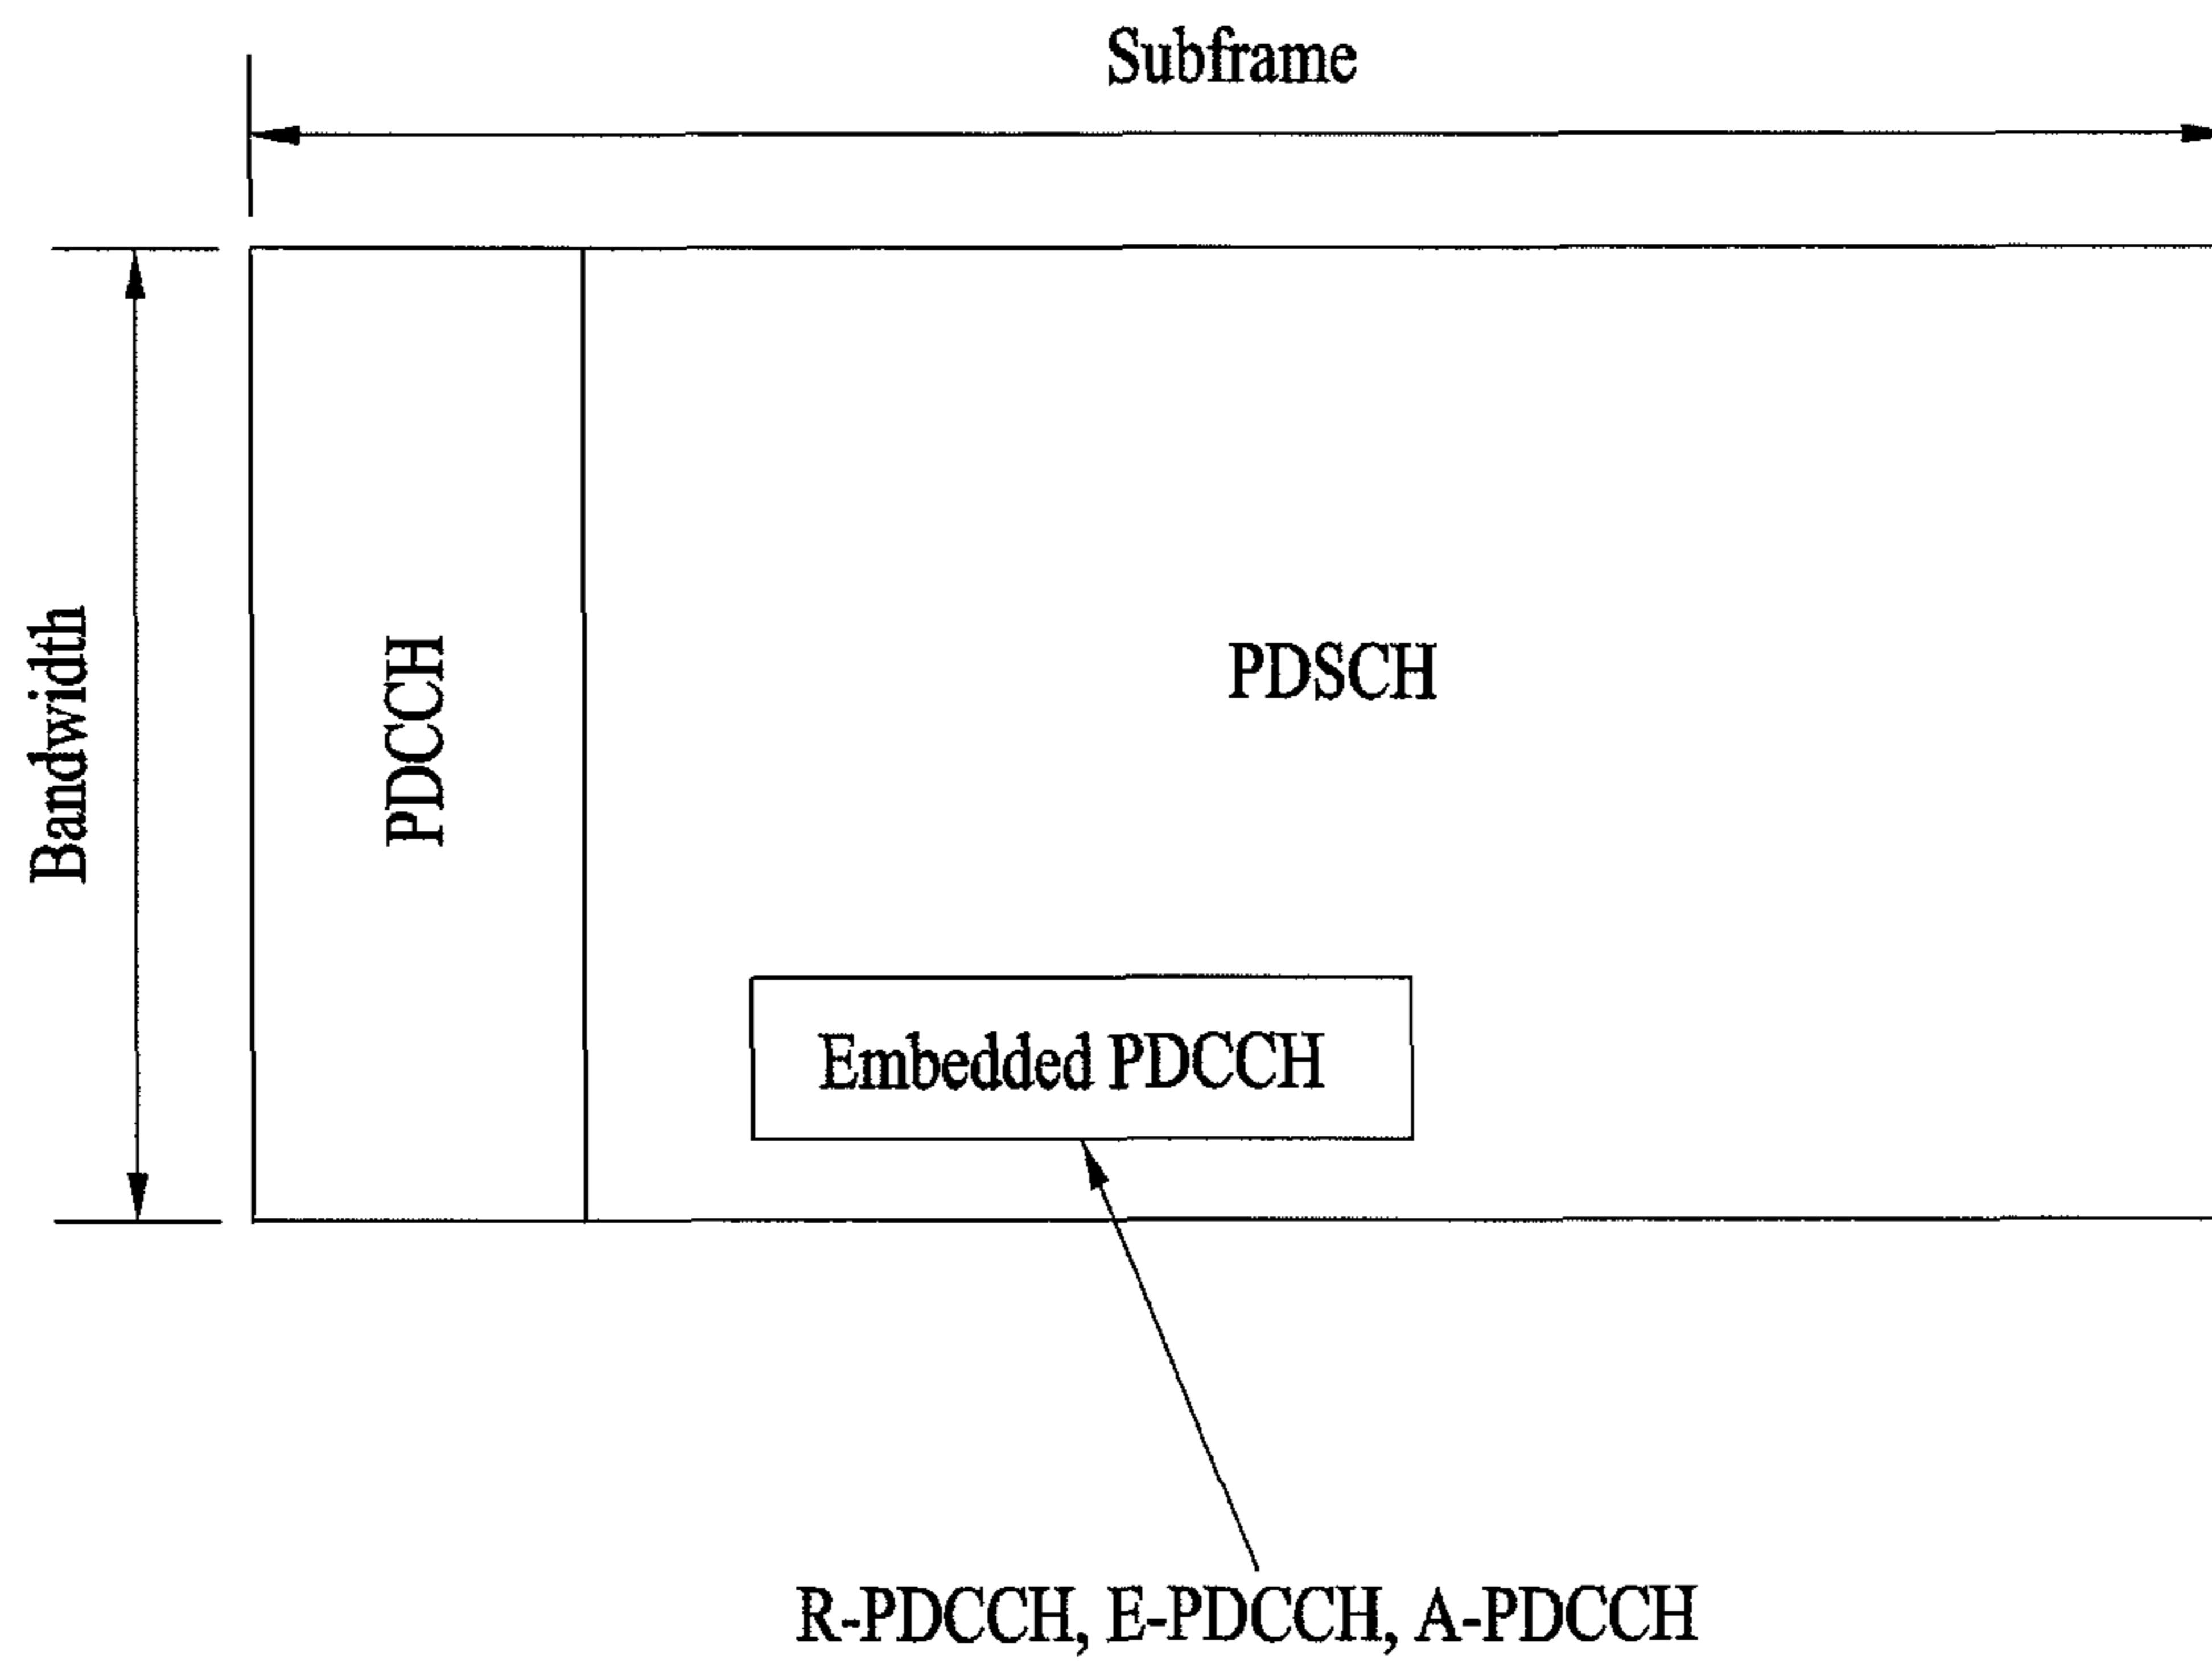 Subframe
Bandwidth
PDCCH
PDSCH
Embedded PDCCH
R-PDCCH, E-PDCCH, A-PDCCH